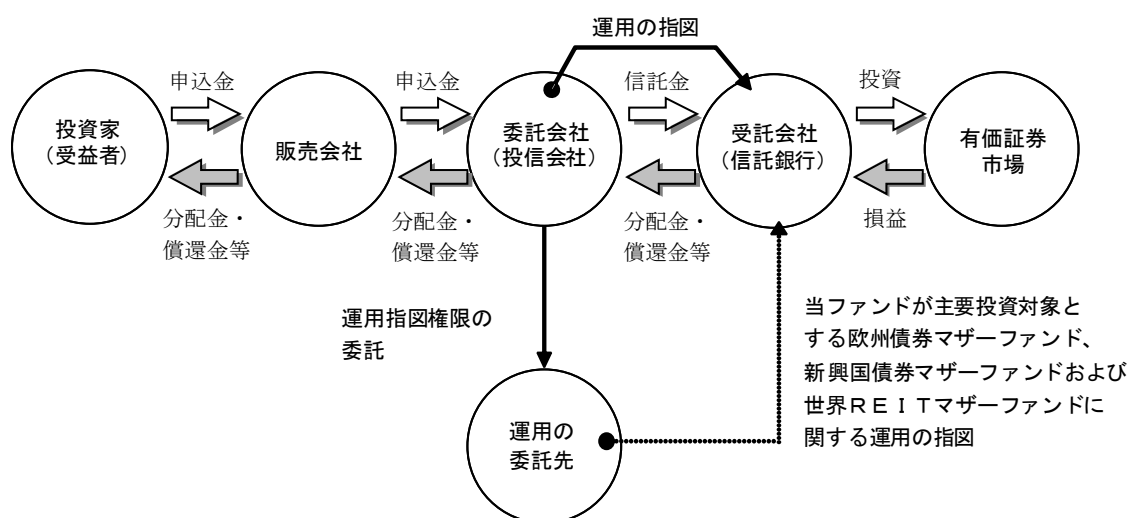 運用の指図
申込金
申込金
信託金
投資
投資家
（受益者）
販売会社
委託会社
（投信会社）
受託会社
（信託銀行）
有価証券
市場
分配金・
償還金等
分配金・
償還金等
分配金・
償還金等
損益
運用指図権限の
委託
当ファンドが主要投資対象と
する欧州債券マザーファンド、
新興国債券マザーファンドおよび
世界ＲＥＩＴマザーファンドに
関する運用の指図
運用の
委託先